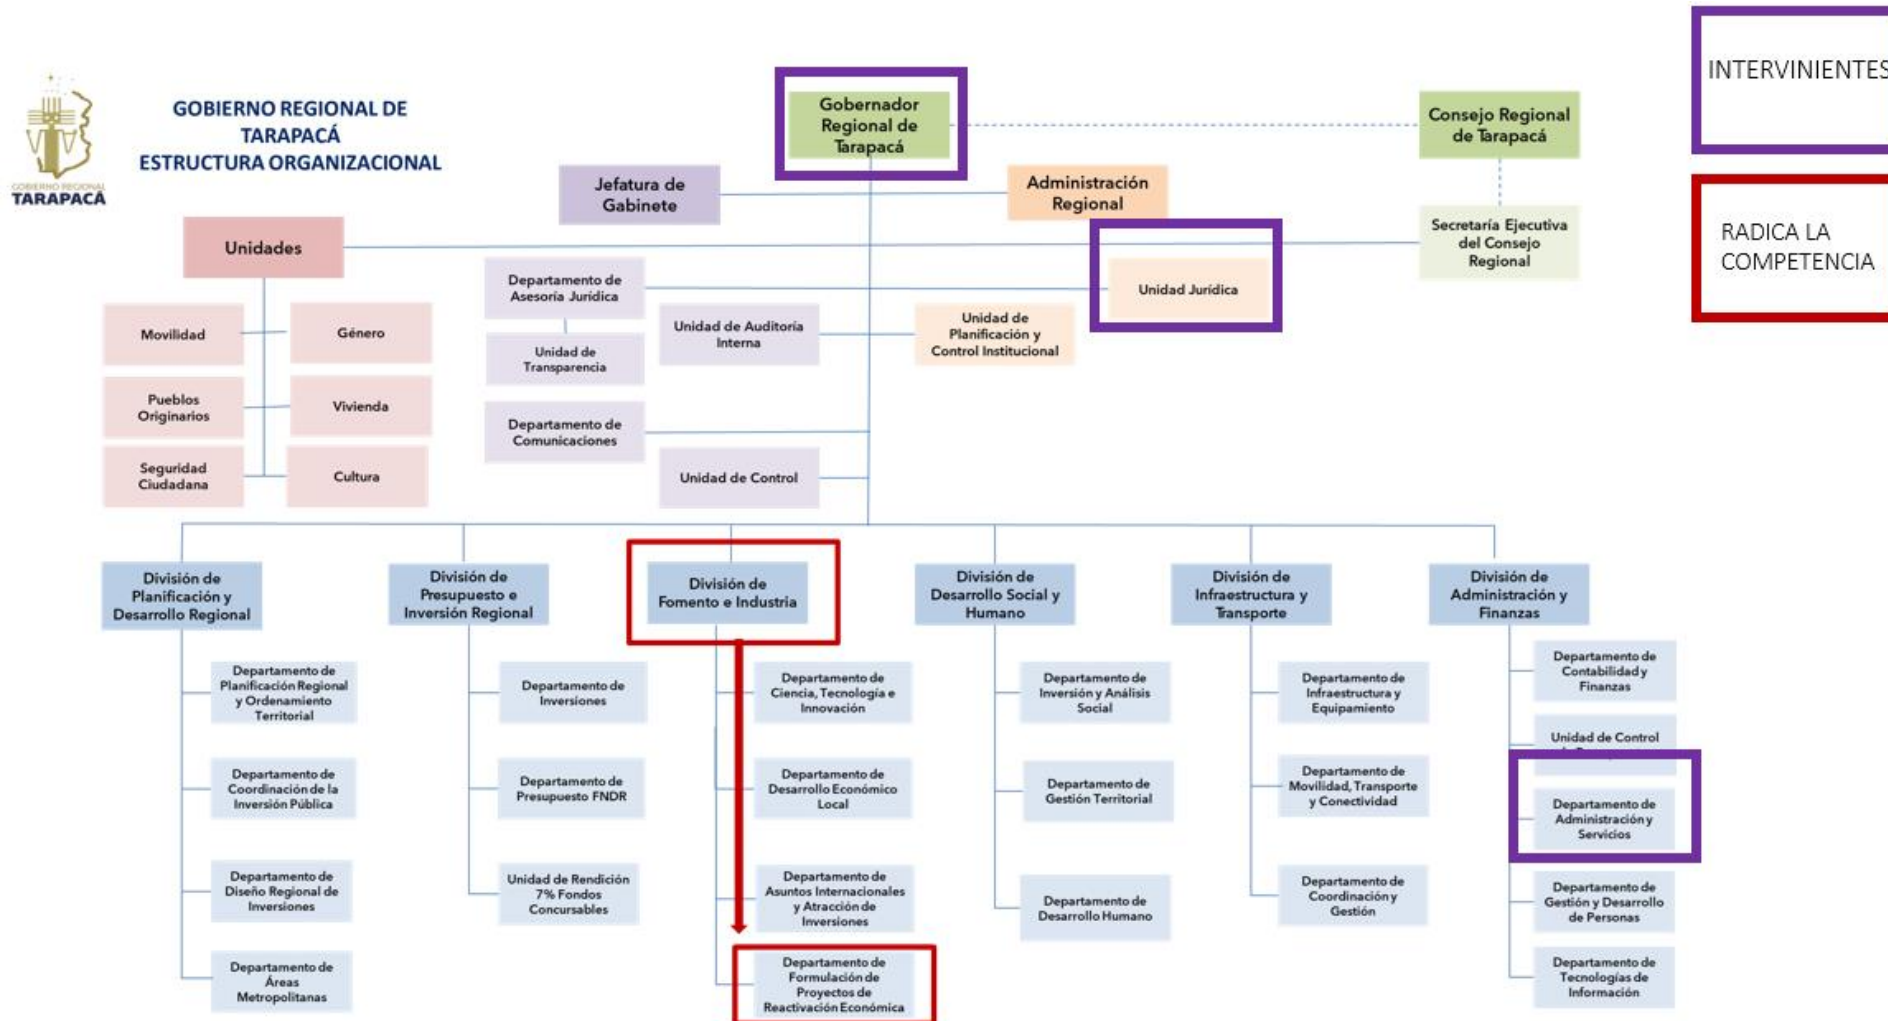 GOBIERNO REGIONAL DE
TARAPACÁ
ESTRUCTURA ORGANIZACIONAL
GOBIERNO REGIONAL
TARAPACÁ
INTERVINIENTES
RADICA LA
COMPETENCIA
Gobernador
Regional de
Tarapacá
Consejo Regional
de Tarapacá
Jefatura de
Gabinete
Administración
Regional
Secretaría Ejecutiva
del Consejo
Regional
Unidades
Departamento de
Asesoría Jurídica
Unidad Jurídica
Movilidad
Género
Unidad de
Transparencia
Unidad de Auditoría
Interna
Unidad de
Planificación y
Control Institucional
Pueblos
Originarios
Vivienda
Departamento de
Comunicaciones
Seguridad
Ciudadana
Cultura
Unidad de Control
División de
Planificación y
Desarrollo Regional
División de
Presupuesto e
Inversión Regional
División de
Fomento e Industria
División de
Desarrollo Social y
Humano
División de
Infraestructura y
Transporte
División de
Administración y
Finanzas
Departamento de
Planificación Regional
y Ordenamiento
Territorial
Departamento de
Coordinación de la
Inversión Pública
Departamento de
Diseño Regional de
Inversiones
Departamento de
Áreas
Metropolitanas
Departamento de
Inversiones
Departamento de
Presupuesto FNDR
Unidad de Rendición
7% Fondos
Concursables
Departamento de
Ciencia, Tecnología e
Innovación
Departamento de
Desarrollo Económico
Local
Departamento de
Asuntos Internacionales
y Atracción de
Inversiones
Departamento de
Formulación de
Proyectos de
Reactivación Económica
Departamento de
Inversión y Análisis
Social
Departamento de
Gestión Territorial
Departamento de
Desarrollo Humano
Departamento de
Infraestructura y
Equipamiento
Departamento de
Movilidad, Transporte
y Conectividad
Departamento de
Coordinación y
Gestión
Departamento de
Contabilidad y
Finanzas
Unidad de Control
Departamento de
Administración y
Servicios
Departamento de
Gestión y Desarrollo
de Personas
Departamento de
Tecnologías de
Información